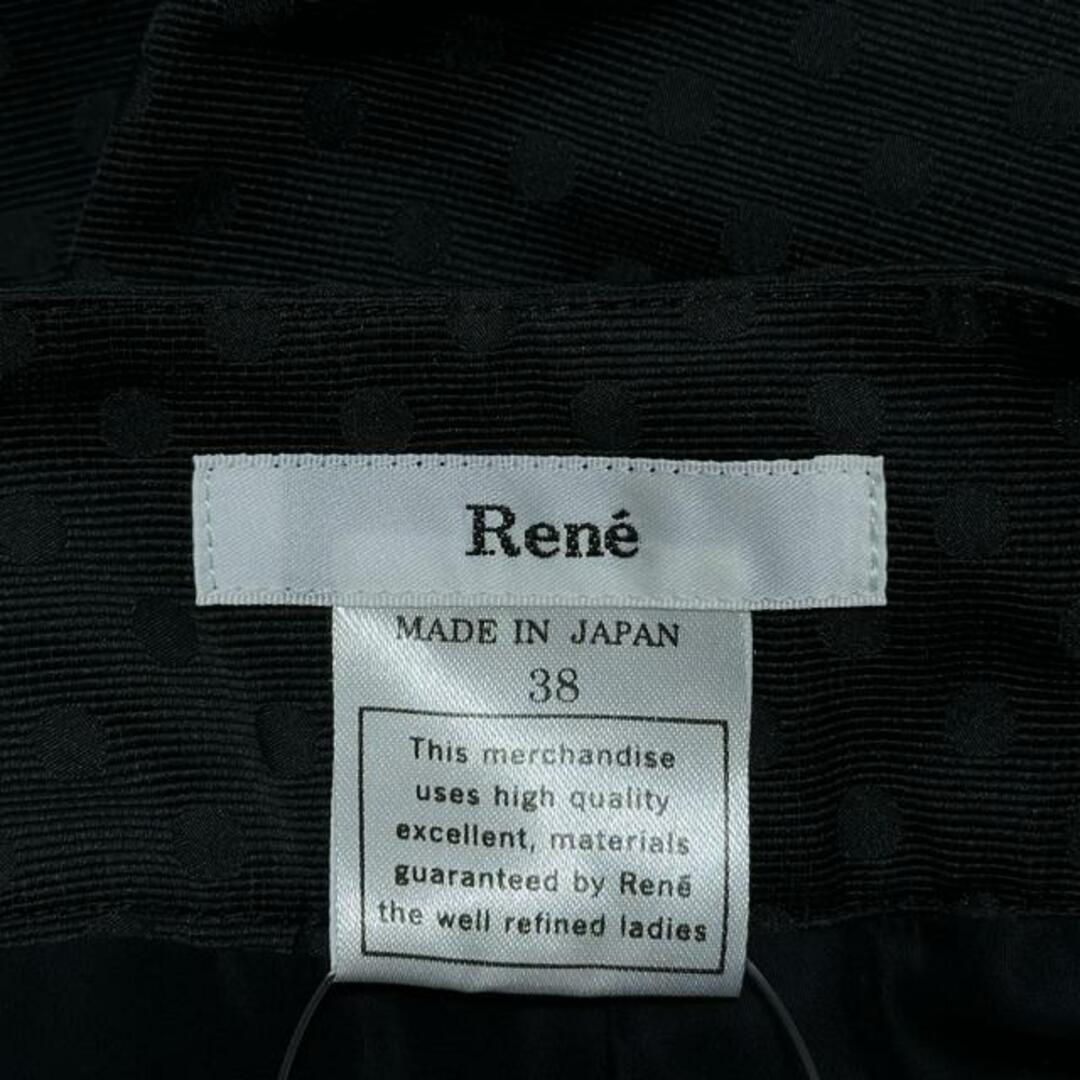 René
MADE IN JAPAN
38
This merchandise
uses high quality
excellent, materials
guaranteed by René
the well refined ladies